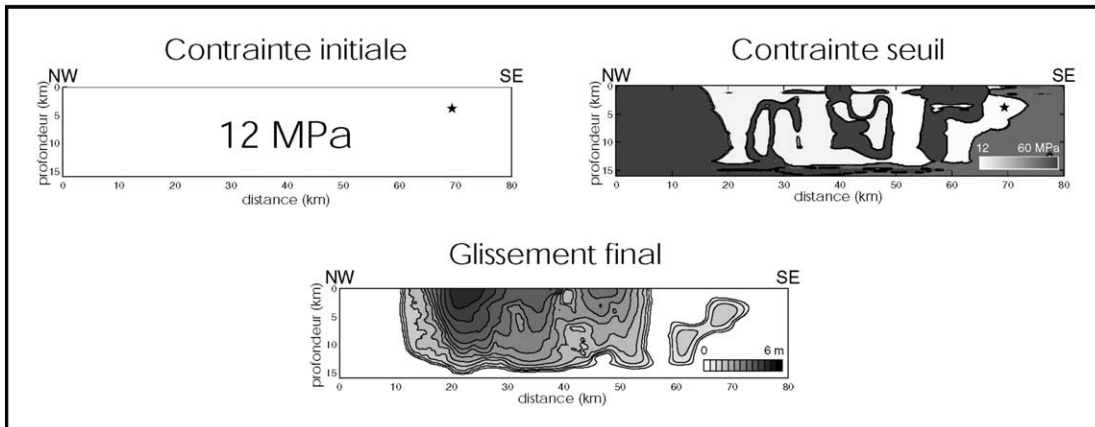 Contrainte initiale
NW
SE
profondeur (km)
0
5
10
15
12 MPa
0 10 20 30 40 50 60 70 80
distance (km)
Contrainte seuil
NW
SE
profondeur (km)
0
5
10
15
12 60 MPa
0 10 20 30 40 50 60 70 80
distance (km)
Glissement final
NW
SE
profondeur (km)
0
5
10
15
0 6 m
0 10 20 30 40 50 60 70 80
distance (km)